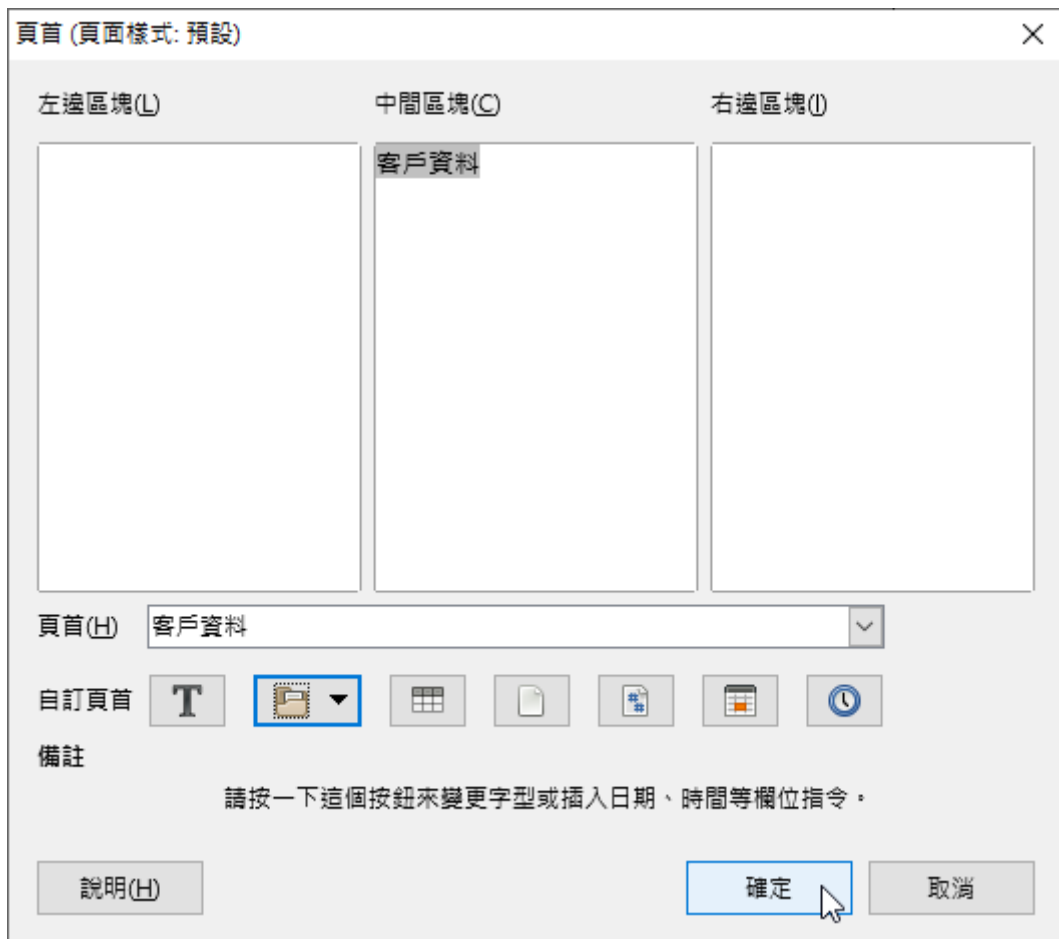 頁首 (頁面樣式: 預設)
左邊區塊(L) 中間區塊(C) 右邊區塊(I)
客戶資料
頁首(H) 客戶資料
自訂頁首 T
備註
請按一下這個按鈕來變更字型或插入日期、時間等欄位指令。
說明(H) 確定 取消